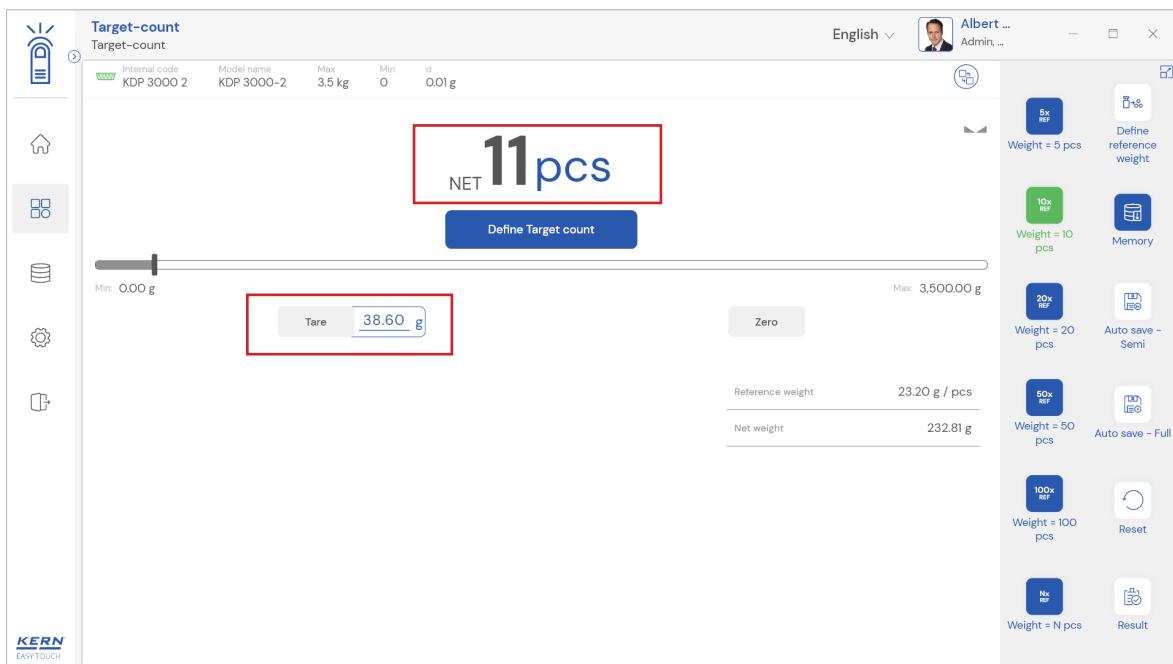 Target-count
Target-count
English
Albert ...
Admin, ...
Internal code
KDP 3000 2
Model name
KDP 3000-2
Max
3.5 kg
Min
0
d
0.01 g
NET 11 pcs
Define Target count
Min: 0.00 g
Max: 3,500.00 g
Tare
38.60 g
Zero
Reference weight
23.20 g / pcs
Net weight
232.81 g
5x
REF
Weight = 5 pcs
Define
reference
weight
10x
REF
Weight = 10
pcs
Memory
20x
REF
Weight = 20
pcs
Auto save -
Semi
50x
REF
Weight = 50
pcs
Auto save - Full
100x
REF
Weight = 100
pcs
Reset
Nx
REF
Weight = N pcs
Result
KERN
EASY TOUCH